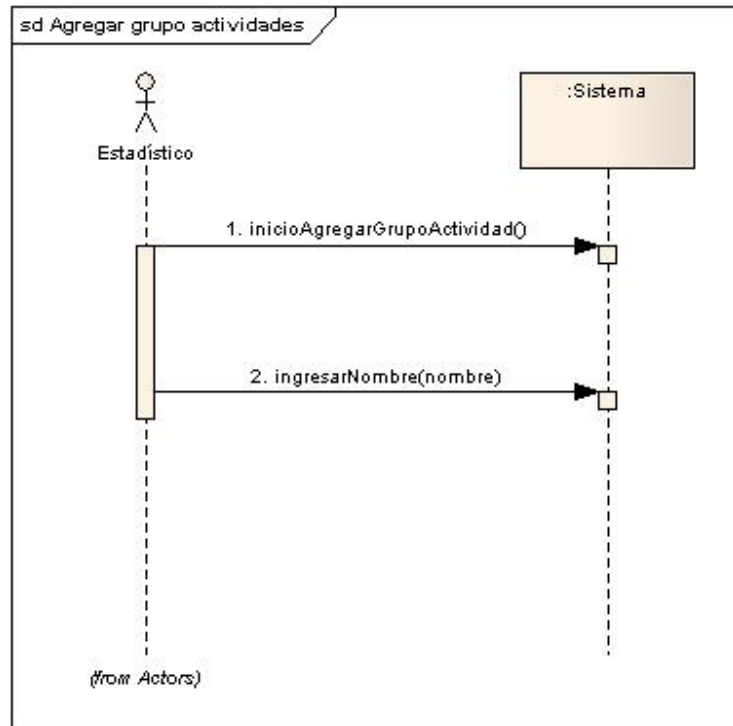 sd Agregar grupo actividades
Estadístico
:Sistema
1. inicioAgregarGrupoActividad()
2. ingresarNombre(nombre)
(from Actors)